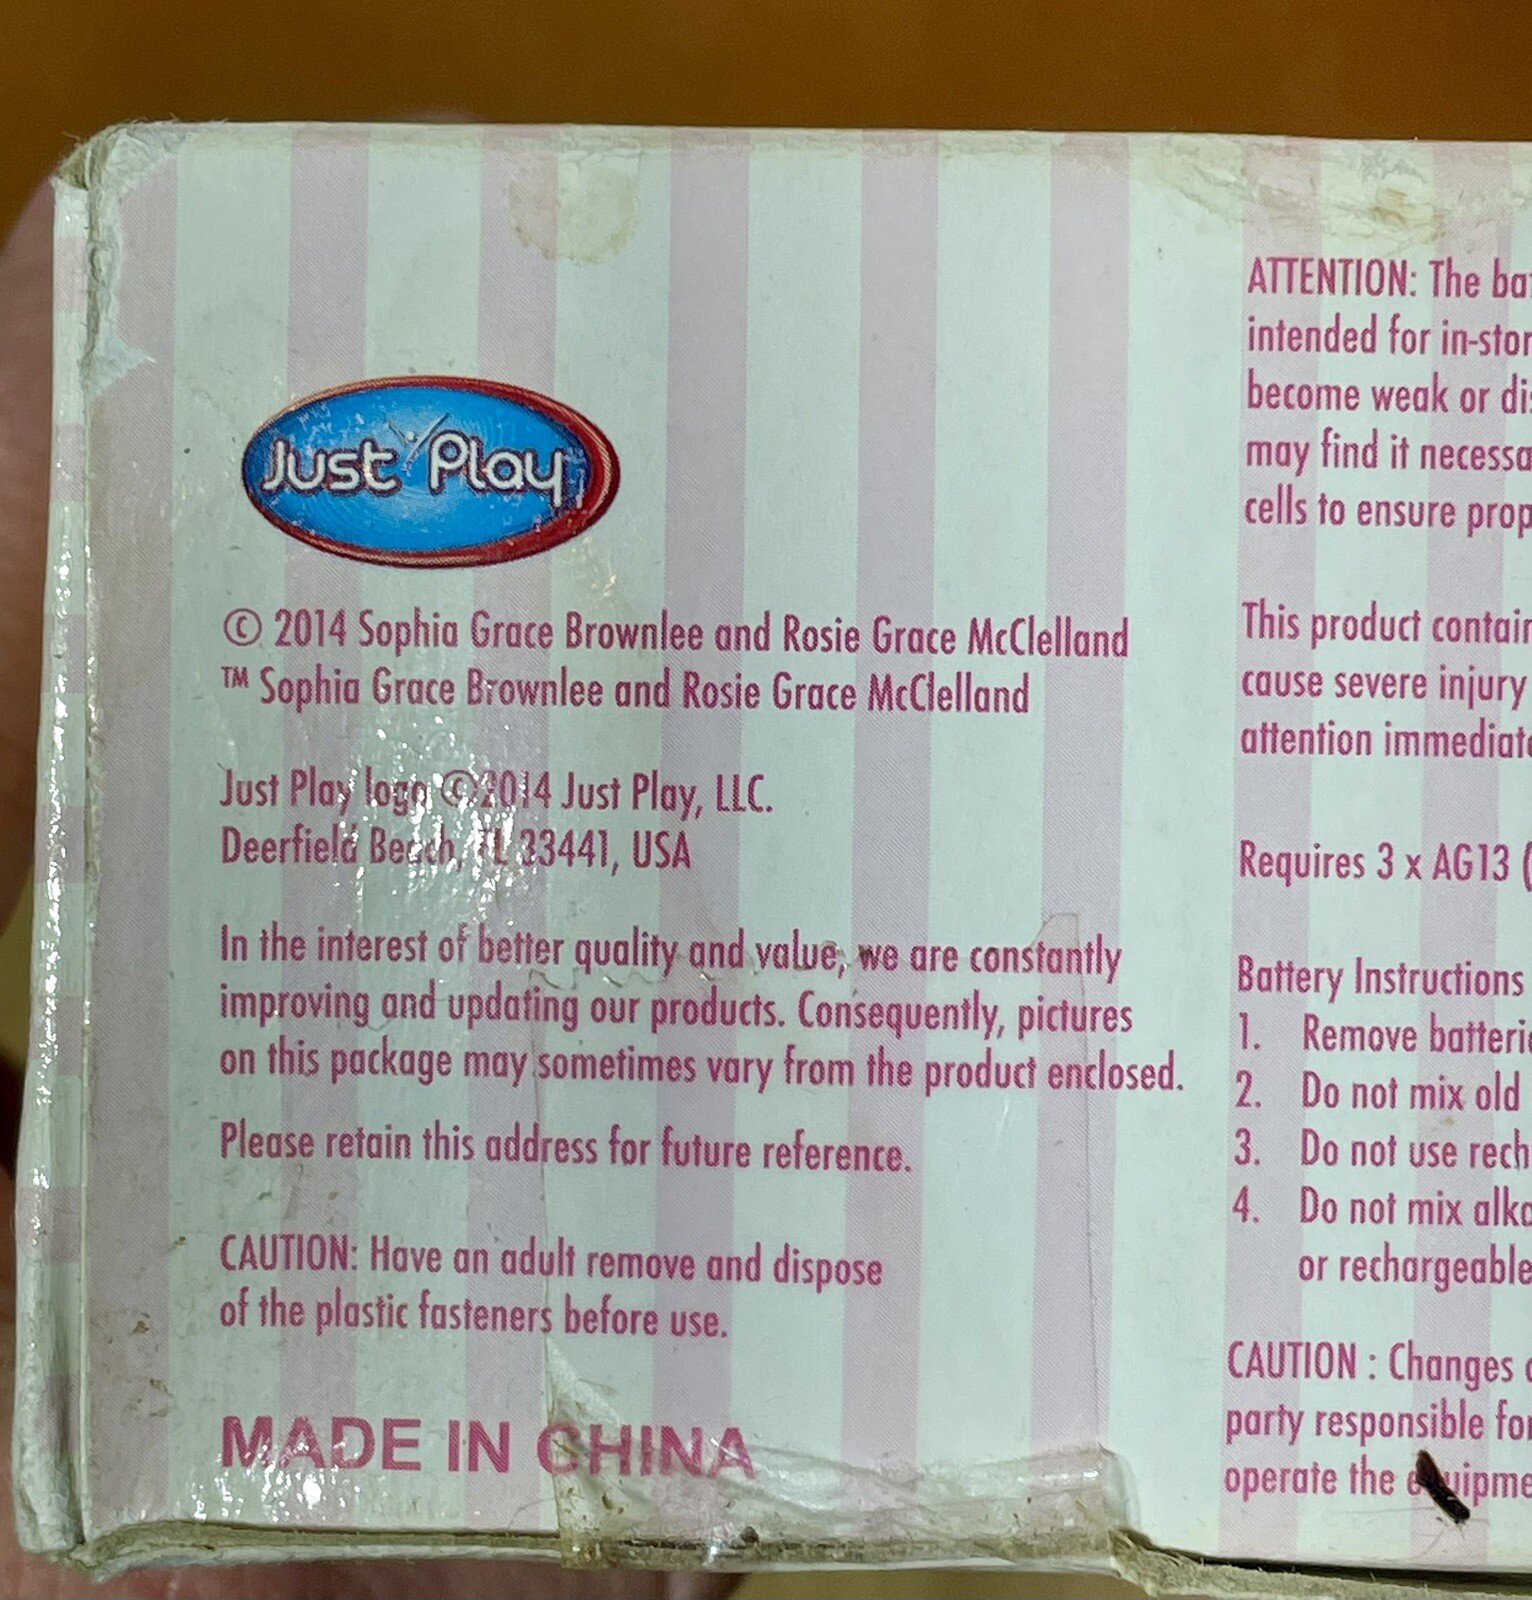 Just Play
© 2014 Sophia Grace Brownlee and Rosie Grace McClelland
™ Sophia Grace Brownlee and Rosie Grace McClelland
Just Play logo ©2014 Just Play, LLC.
Deerfield Beach, FL 33441, USA
In the interest of better quality and value, we are constantly
improving and updating our products. Consequently, pictures
on this package may sometimes vary from the product enclosed.
Please retain this address for future reference.
CAUTION: Have an adult remove and dispose
of the plastic fasteners before use.
MADE IN CHINA
ATTENTION: The
intended for
become weak or
may find it
cells to ensure
This product
cause severe injury
attention
Requires 3 x AG13 (
Battery Instructions
1. Remove
2. Do not mix old
3. Do not use
4. Do not mix
or
CAUTION : Changes
party responsible
operate the